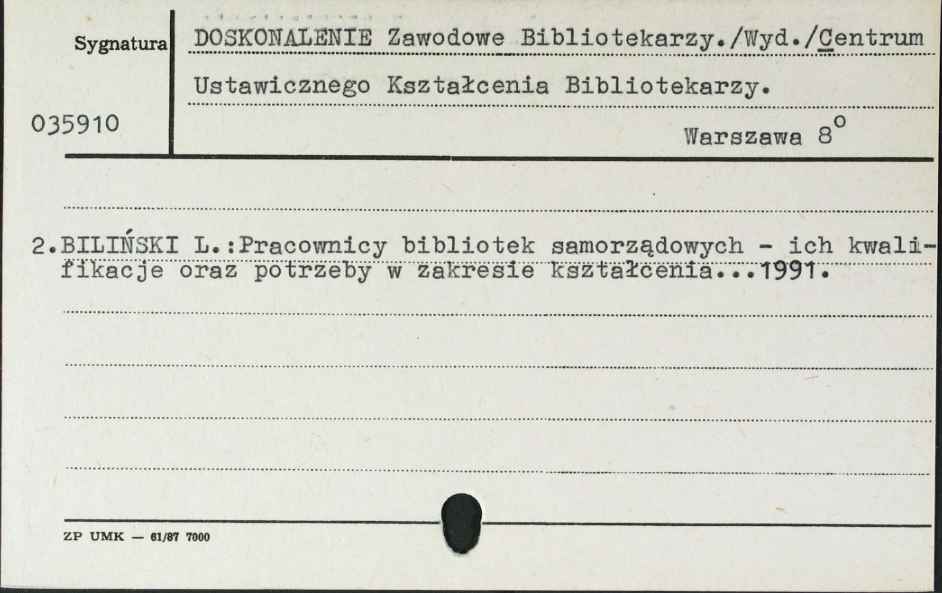 Sygnatura
DOSKONALENIE Zawodowe Bibliotekarzy./Wyd./Centrum
Ustawicznego Kształcenia Bibliotekarzy.
035910
Warszawa 8°
2.BILIŃSKI L.:Pracownicy bibliotek samorządowych - ich kwali-
fikacje oraz potrzeby w zakresie kształcenia...1991.
ZP UMK — 61/87 7000